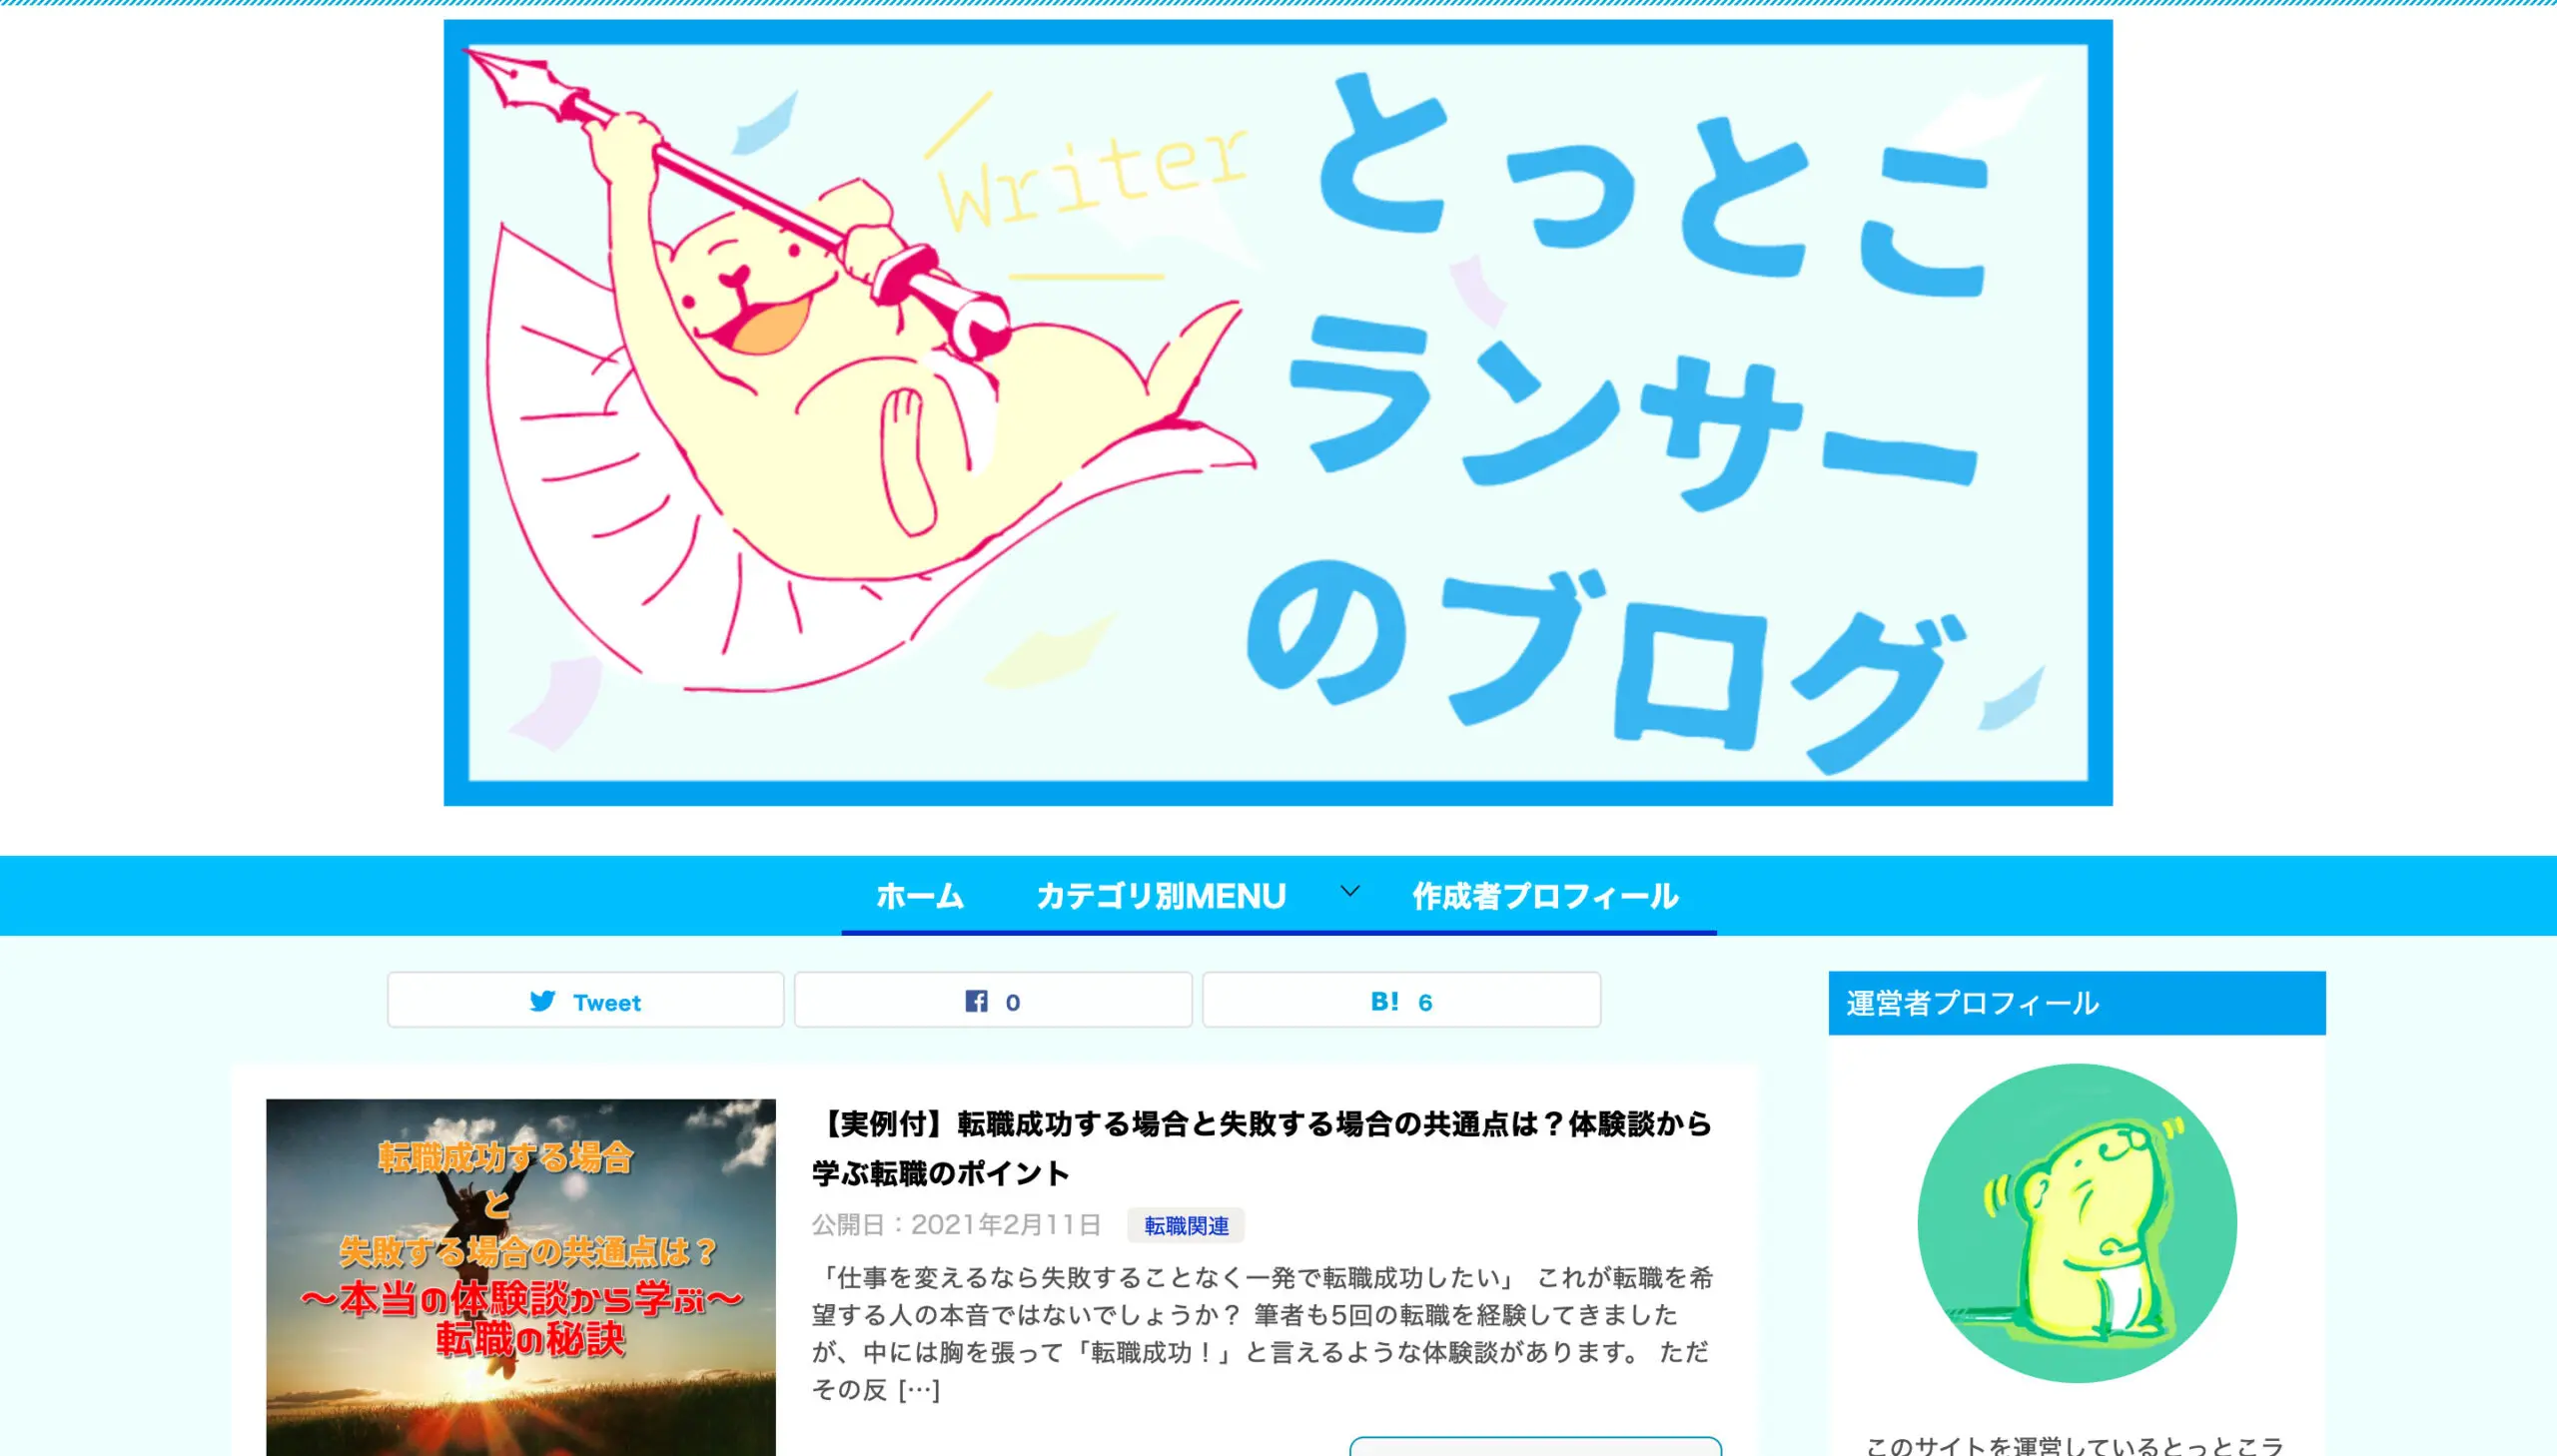 Writer
とっとこ
ランサー
のブログ
ホーム
カテゴリ別MENU
作成者プロフィール
Tweet
0
B! 6
転職成功する場合
と
失敗する場合の共通点は？
〜本当の体験談から学ぶ〜
転職の秘訣
【実例付】転職成功する場合と失敗する場合の共通点は？体験談から
学ぶ転職のポイント
公開日：2021年2月11日
転職関連
「仕事を変えるなら失敗することなく一発で転職成功したい」 これが転職を希
望する人の本音ではないでしょうか？ 筆者も5回の転職を経験してきました
が、中には胸を張って「転職成功！」と言えるような体験談があります。 ただ
その反 […]
運営者プロフィール
このサイトを運営しているとっとこラ